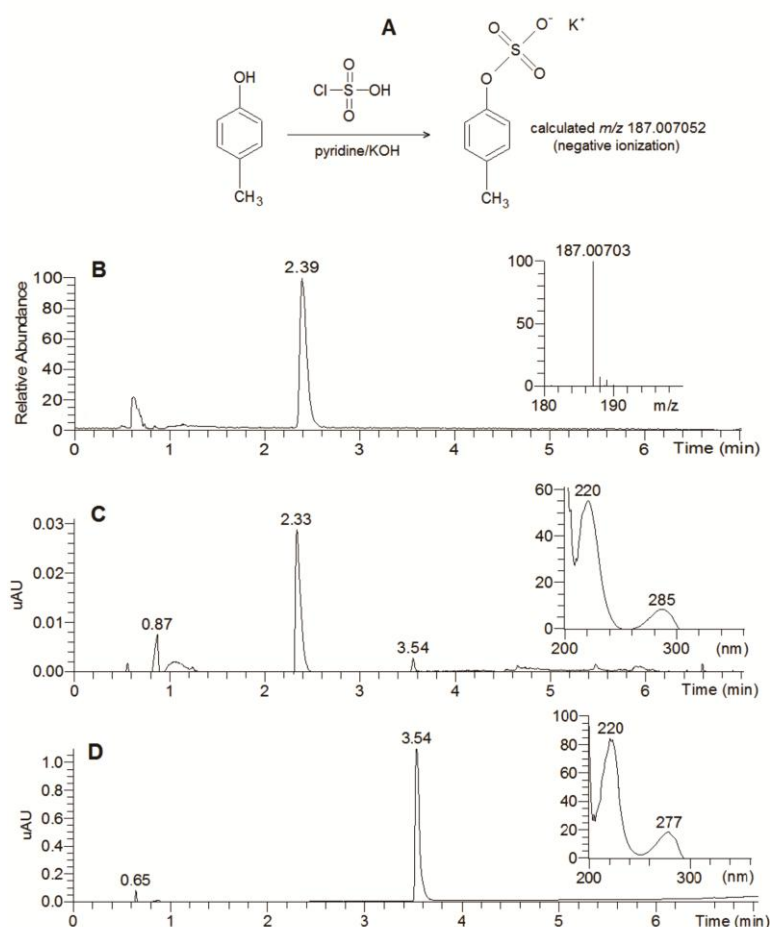 A
OH
O
Cl S OH
O
pyridine/KOH
O O⁻ K⁺
S
O O
CH₃
CH₃
calculated m/z 187.007052
(negative ionization)
B
Relative Abundance
100
80
60
40
20
0
2.39
0 1 2 3 4 5 6
Time (min)
187.00703
100
50
0
180 190 m/z
C
uAU
0.03
0.02
0.01
0.00
0.87
2.33
3.54
0 1 2 3 4 5 6
Time (min)
60
40
20
0
220
285
200 300 (nm)
D
uAU
1.0
0.8
0.6
0.4
0.2
0.0
0.65
3.54
0 1 2 3 4 5 6
Time (min)
100
80
60
40
20
0
220
277
200 300 (nm)